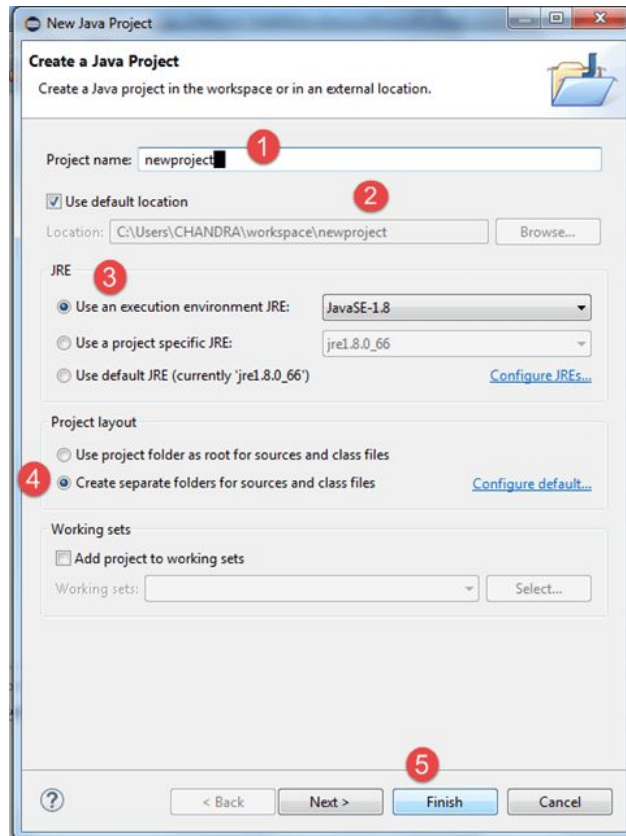 New Java Project
Create a Java Project
Create a Java project in the workspace or in an external location.
1
Project name: newproject
2
Use default location
Location: C:\Users\CHANDRA\workspace\newproject Browse...
JRE
3
Use an execution environment JRE: JavaSE-1.8
Use a project specific JRE: jre1.8.0_66
Use default JRE (currently 'jre1.8.0_66') Configure JREs...
Project layout
Use project folder as root for sources and class files
4
Create separate folders for sources and class files Configure default...
Working sets
Add project to working sets
Working sets: Select...
5
? < Back Next > Finish Cancel